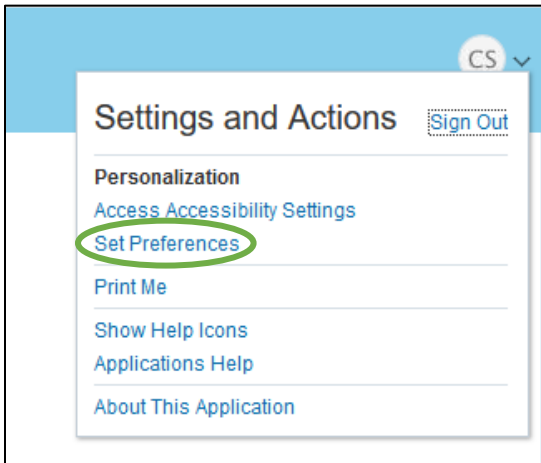 CS
Settings and Actions Sign Out
Personalization
Access Accessibility Settings
Set Preferences
Print Me
Show Help Icons
Applications Help
About This Application